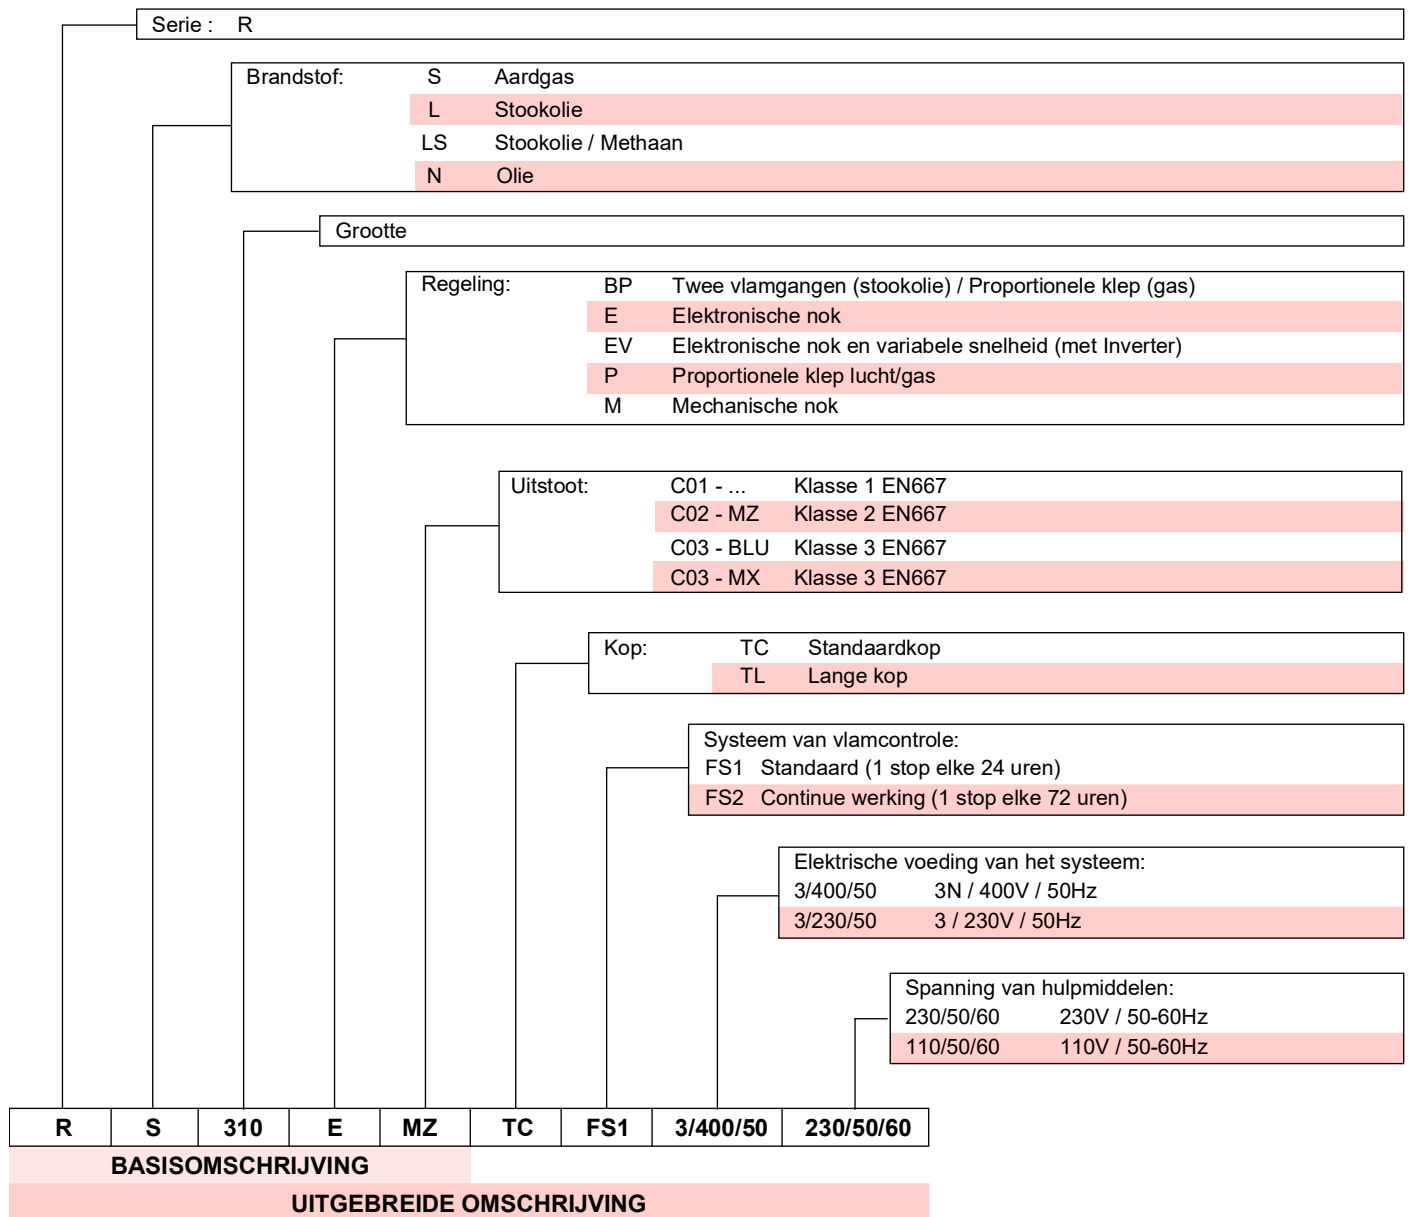 Serie : R
Brandstof: S Aardgas
L Stookolie
LS Stookolie / Methaan
N Olie
Grootte
Regeling: BP Twee vlamgangen (stookolie) / Proportionele klep (gas)
E Elektronische nok
EV Elektronische nok en variabele snelheid (met Inverter)
P Proportionele klep lucht/gas
M Mechanische nok
Uitstoot: C01 - ... Klasse 1 EN667
C02 - MZ Klasse 2 EN667
C03 - BLU Klasse 3 EN667
C03 - MX Klasse 3 EN667
Kop: TC Standaardkop
TL Lange kop
Systeem van vlamcontrole:
FS1 Standaard (1 stop elke 24 uren)
FS2 Continue werking (1 stop elke 72 uren)
Elektrische voeding van het systeem:
3/400/50 3N / 400V / 50Hz
3/230/50 3 / 230V / 50Hz
Spanning van hulpmiddelen:
230/50/60 230V / 50-60Hz
110/50/60 110V / 50-60Hz
R S 310 E MZ TC FS1 3/400/50 230/50/60
BASISOMSCHRIJVING
UITGEBREIDE OMSCHRIJVING